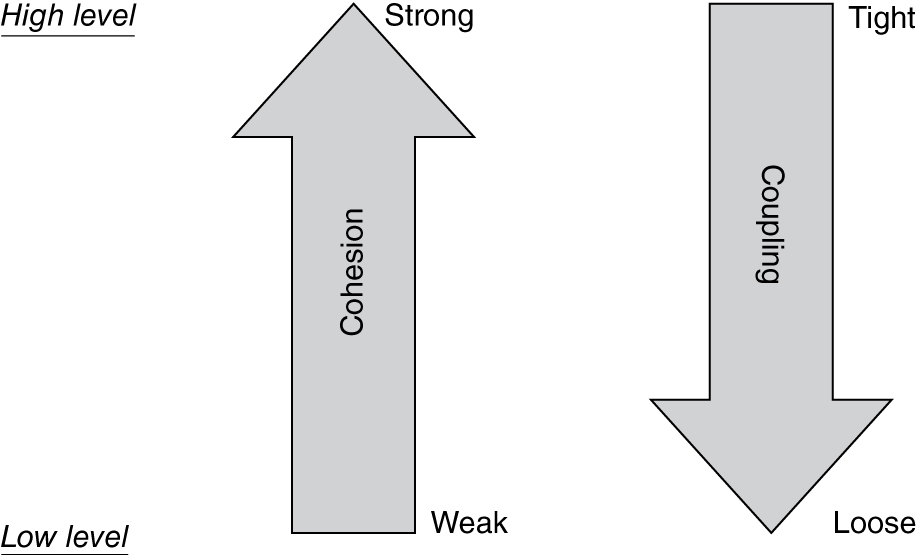 High level
Strong
Tight
Cohesion
Coupling
Low level
Weak
Loose